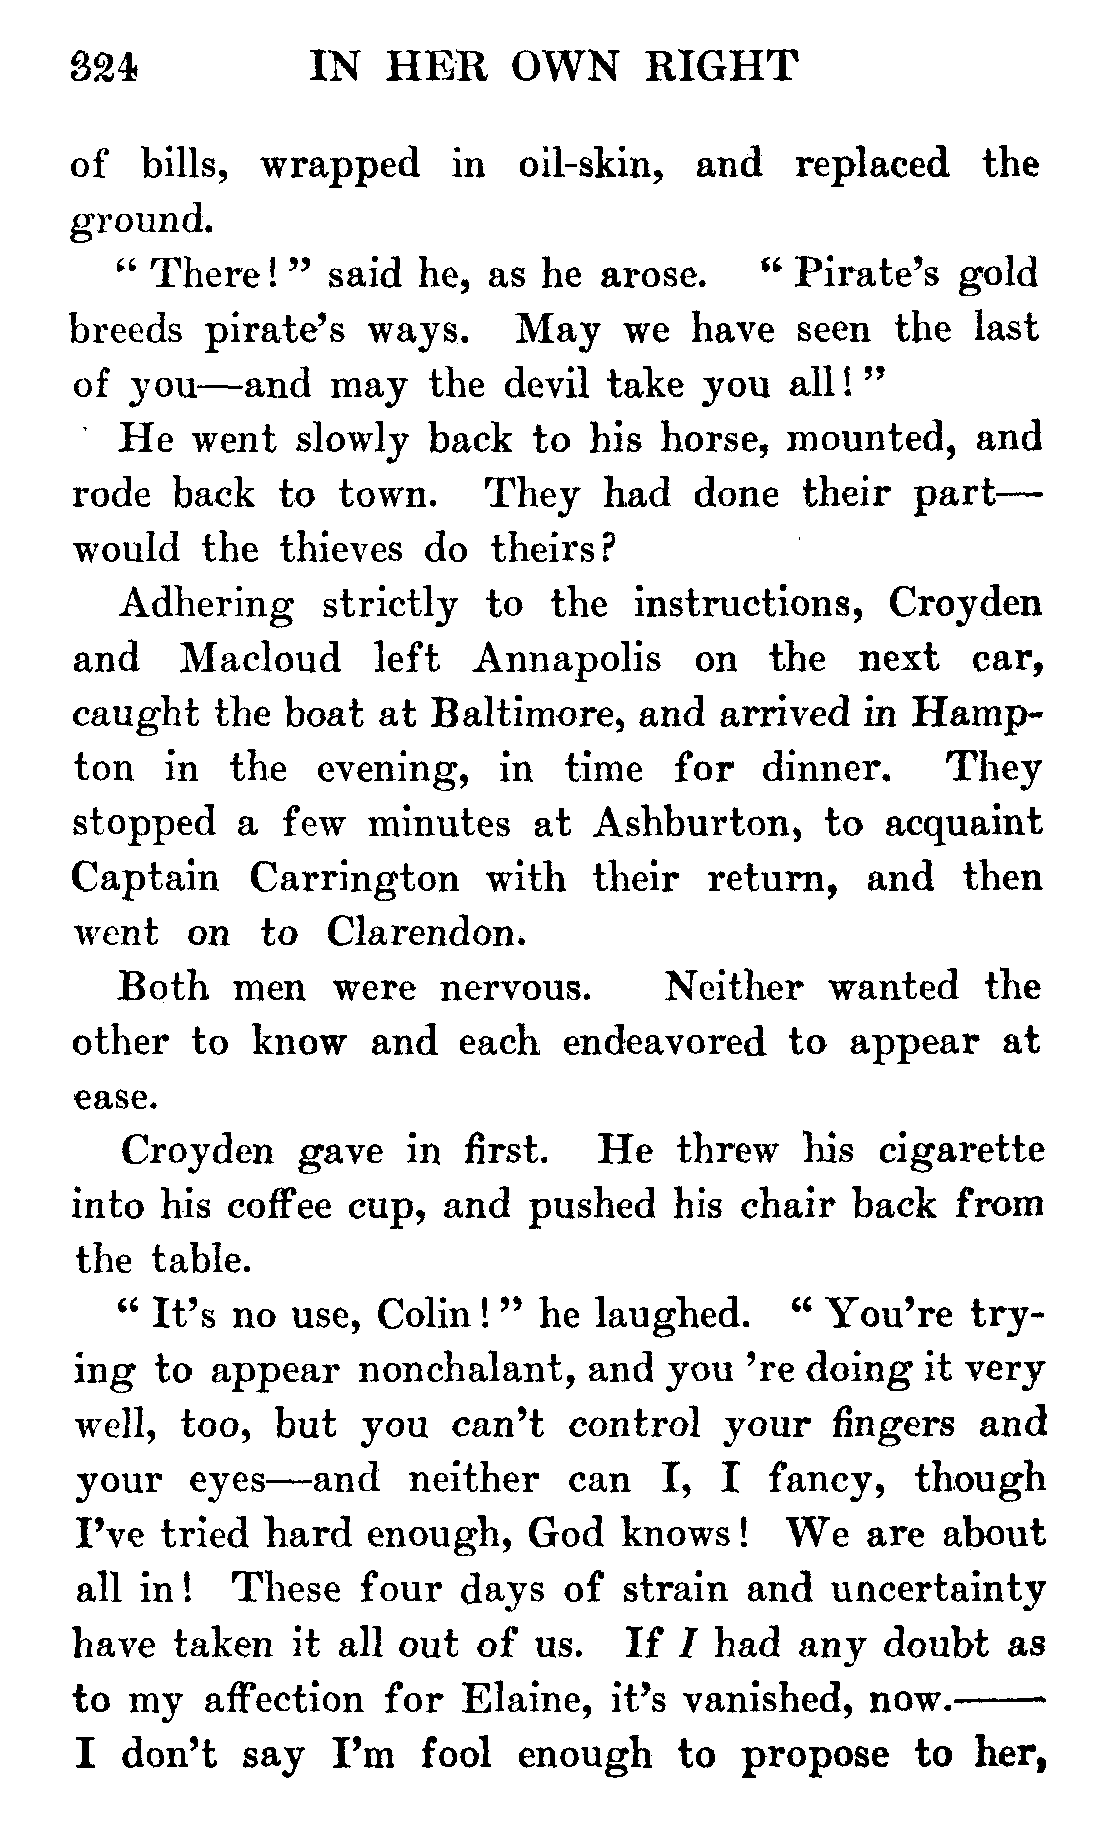 324 IN HER OWN RIGHT
of bills, wrapped in oil-skin, and replaced the
ground.
“ There! ” said he, as he arose. “ Pirate’s gold
breeds pirate’s ways. May we have seen the last
of you—and may the devil take you all! ”
He went slowly back to his horse, mounted, and
rode back to town. They had done their part—
would the thieves do theirs?
Adhering strictly to the instructions, Croyden
and Macloud left Annapolis on the next car,
caught the boat at Baltimore, and arrived in Hamp-
ton in the evening, in time for dinner. They
stopped a few minutes at Ashburton, to acquaint
Captain Carrington with their return, and then
went on to Clarendon.
Both men were nervous. Neither wanted the
other to know and each endeavored to appear at
ease.
Croyden gave in first. He threw his cigarette
into his coffee cup, and pushed his chair back from
the table.
“ It’s no use, Colin! ” he laughed. “ You’re try-
ing to appear nonchalant, and you ’re doing it very
well, too, but you can’t control your fingers and
your eyes—and neither can I, I fancy, though
I’ve tried hard enough, God knows! We are about
all in! These four days of strain and uncertainty
have taken it all out of us. If I had any doubt as
to my affection for Elaine, it’s vanished, now.——
I don’t say I’m fool enough to propose to her,